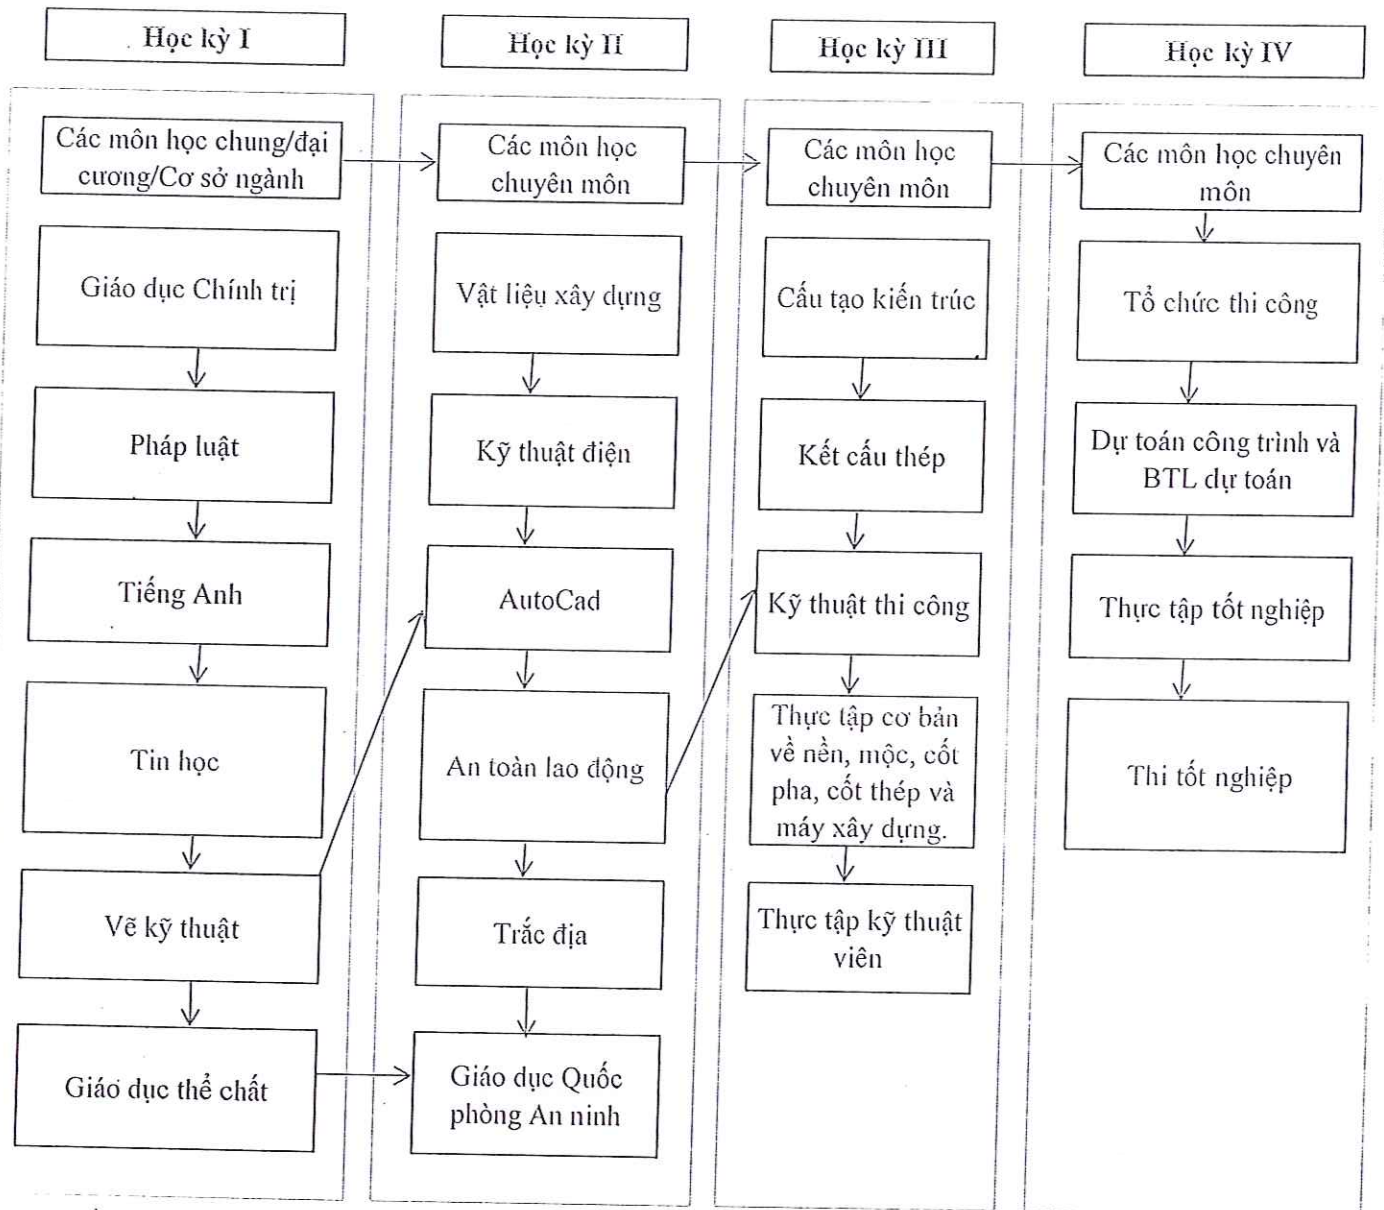 Học kỳ I
Học kỳ II
Học kỳ III
Học kỳ IV
Các môn học chung/đại
cương/Cơ sở ngành
Giáo dục Chính trị
Pháp luật
Tiếng Anh
Tin học
Vẽ kỹ thuật
Giáo dục thể chất
Các môn học
chuyên môn
Vật liệu xây dựng
Kỹ thuật điện
AutoCad
An toàn lao động
Trắc địa
Giáo dục Quốc
phòng An ninh
Các môn học
chuyên môn
Cấu tạo kiến trúc
Kết cấu thép
Kỹ thuật thi công
Thực tập cơ bản
về nền, mộc, cốt
pha, cốt thép và
máy xây dựng.
Thực tập kỹ thuật
viên
Các môn học chuyên
môn
Tổ chức thi công
Dự toán công trình và
BTL dự toán
Thực tập tốt nghiệp
Thi tốt nghiệp